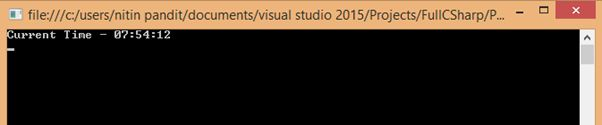 file:///c:/users/nitin pandit/documents/visual studio 2015/Projects/FullCSharp/P...
Current Time - 07:54:12